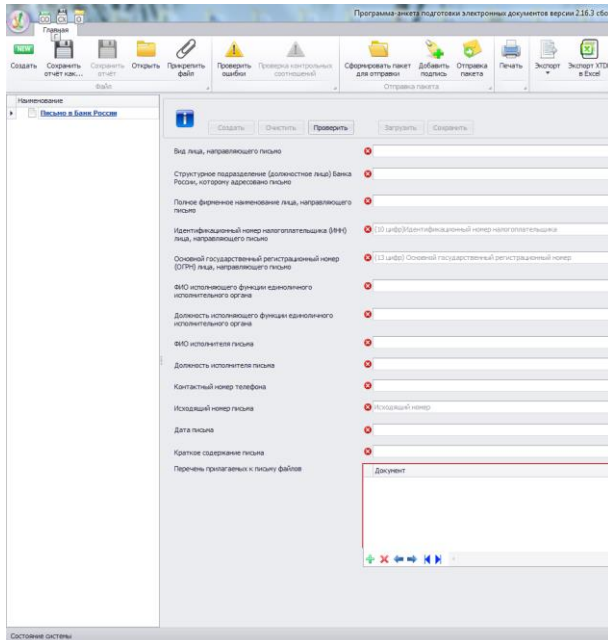 Программа-анкета подготовки электронных документов версии 2.16.3 сбо
Главная
NEW
Создать
Сохранить отчёт как...
Сохранить отчёт
Открыть
Прикрепить файл
Проверить ошибки
Проверка контрольных соотношений
Сформировать пакет для отправки
Добавить подпись
Отправка пакета
Печать
Экспорт
Экспорт XTD в Excel
Файл
Отправка пакета
Наименование
Письмо в Банк России
Создать
Очистить
Проверить
Загрузить
Сохранить
Вид лица, направляющего письмо
Структурное подразделение (должностное лицо) Банка
России, которому адресовано письмо
Полное фирменное наименование лица, направляющего
письмо
Идентификационный номер налогоплательщика (ИНН)
лица, направляющего письмо
(10 цифр)Идентификационный номер налогоплательщика
Основной государственный регистрационный номер
(ОГРН) лица, направляющего письмо
(13 цифр) Основной государственный регистрационный номер
ФИО исполняющего функции единоличного
исполнительного органа
Должность исполняющего функции единоличного
исполнительного органа
ФИО исполнителя письма
Должность исполнителя письма
Контактный номер телефона
Исходящий номер письма
Исходящий номер
Дата письма
Краткое содержание письма
Перечень прилагаемых к письму файлов
Документ
Состояние системы